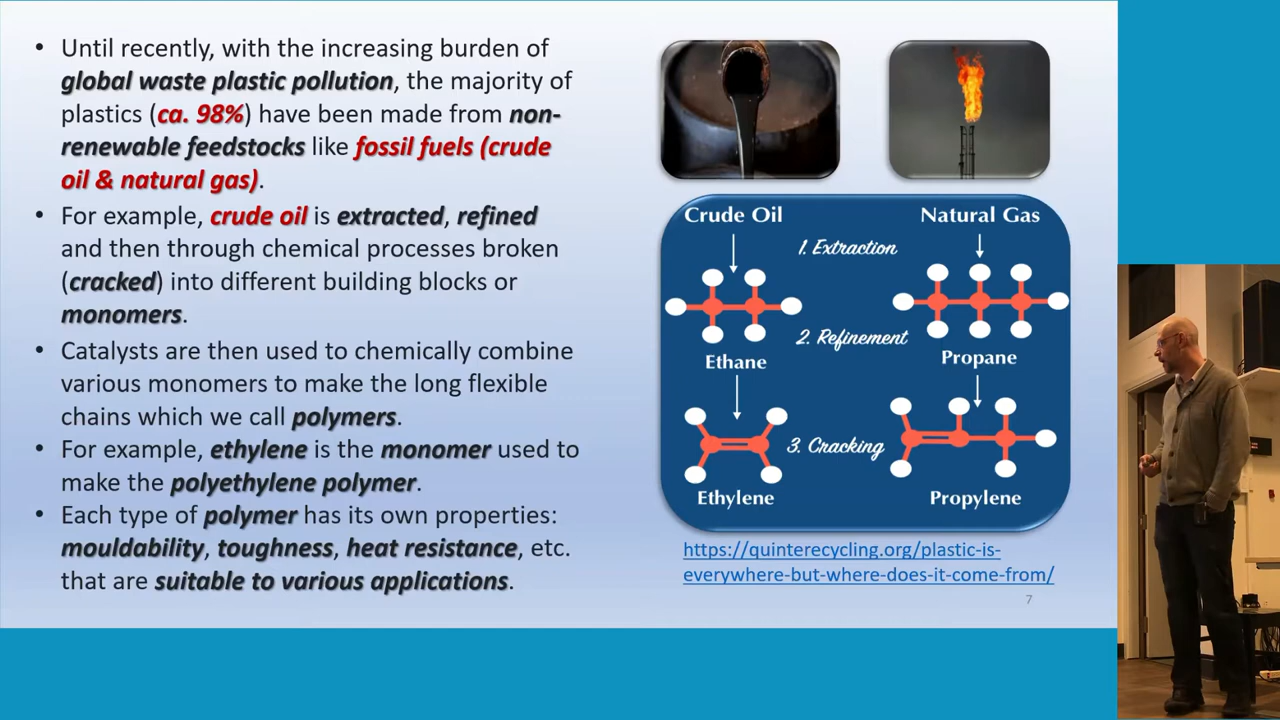 • Until recently, with the increasing burden of
global waste plastic pollution, the majority of
plastics (ca. 98%) have been made from non-
renewable feedstocks like fossil fuels (crude
oil & natural gas).
• For example, crude oil is extracted, refined
and then through chemical processes broken
(cracked) into different building blocks or
monomers.
• Catalysts are then used to chemically combine
various monomers to make the long flexible
chains which we call polymers.
• For example, ethylene is the monomer used to
make the polyethylene polymer.
• Each type of polymer has its own properties:
mouldability, toughness, heat resistance, etc.
that are suitable to various applications.
Crude Oil
Natural Gas
1. Extraction
2. Refinement
Ethane
Propane
3. Cracking
Ethylene
Propylene
https://quinterecycling.org/plastic-is-
everywhere-but-where-does-it-come-from/
7